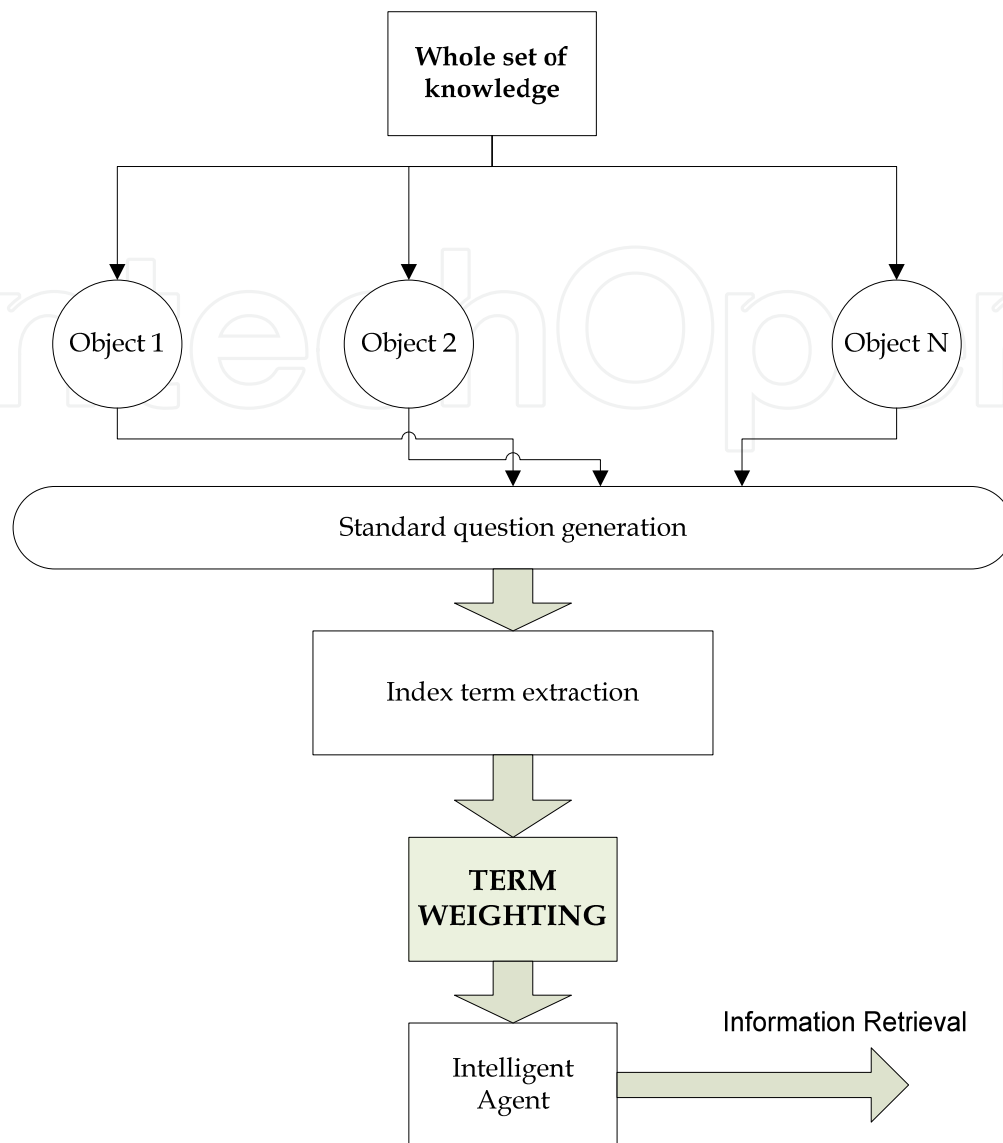 Whole set of
knowledge
Object 1
Object 2
Object N
Standard question generation
Index term extraction
TERM
WEIGHTING
Information Retrieval
Intelligent
Agent